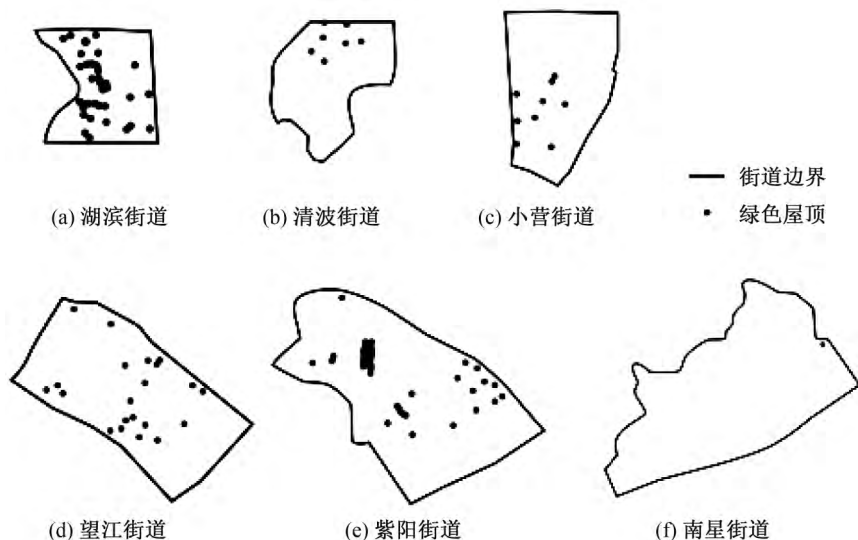 (a) 湖滨街道
(b) 清波街道
(c) 小营街道
街道边界
绿色屋顶
(d) 望江街道
(e) 紫阳街道
(f) 南星街道